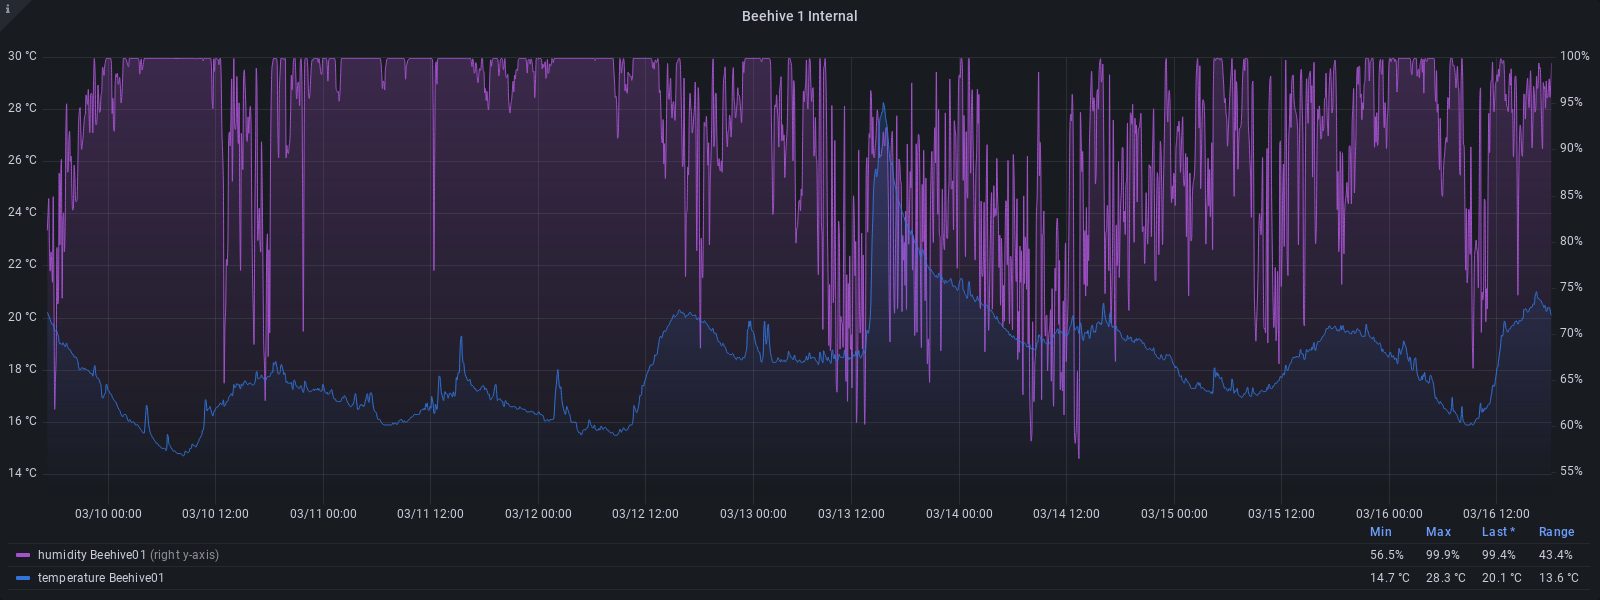 i
Beehive 1 Internal
30 °C 100%
28 °C 95%
26 °C 90%
24 °C 85%
22 °C 80%
20 °C 75%
18 °C 70%
16 °C 65%
14 °C 60%
55%
03/10 00:00 03/10 12:00 03/11 00:00 03/11 12:00 03/12 00:00 03/12 12:00 03/13 00:00 03/13 12:00 03/14 00:00 03/14 12:00 03/15 00:00 03/15 12:00 03/16 00:00 03/16 12:00
Min Max Last * Range
humidity Beehive01 (right y-axis) 56.5% 99.9% 99.4% 43.4%
temperature Beehive01 14.7 °C 28.3 °C 20.1 °C 13.6 °C